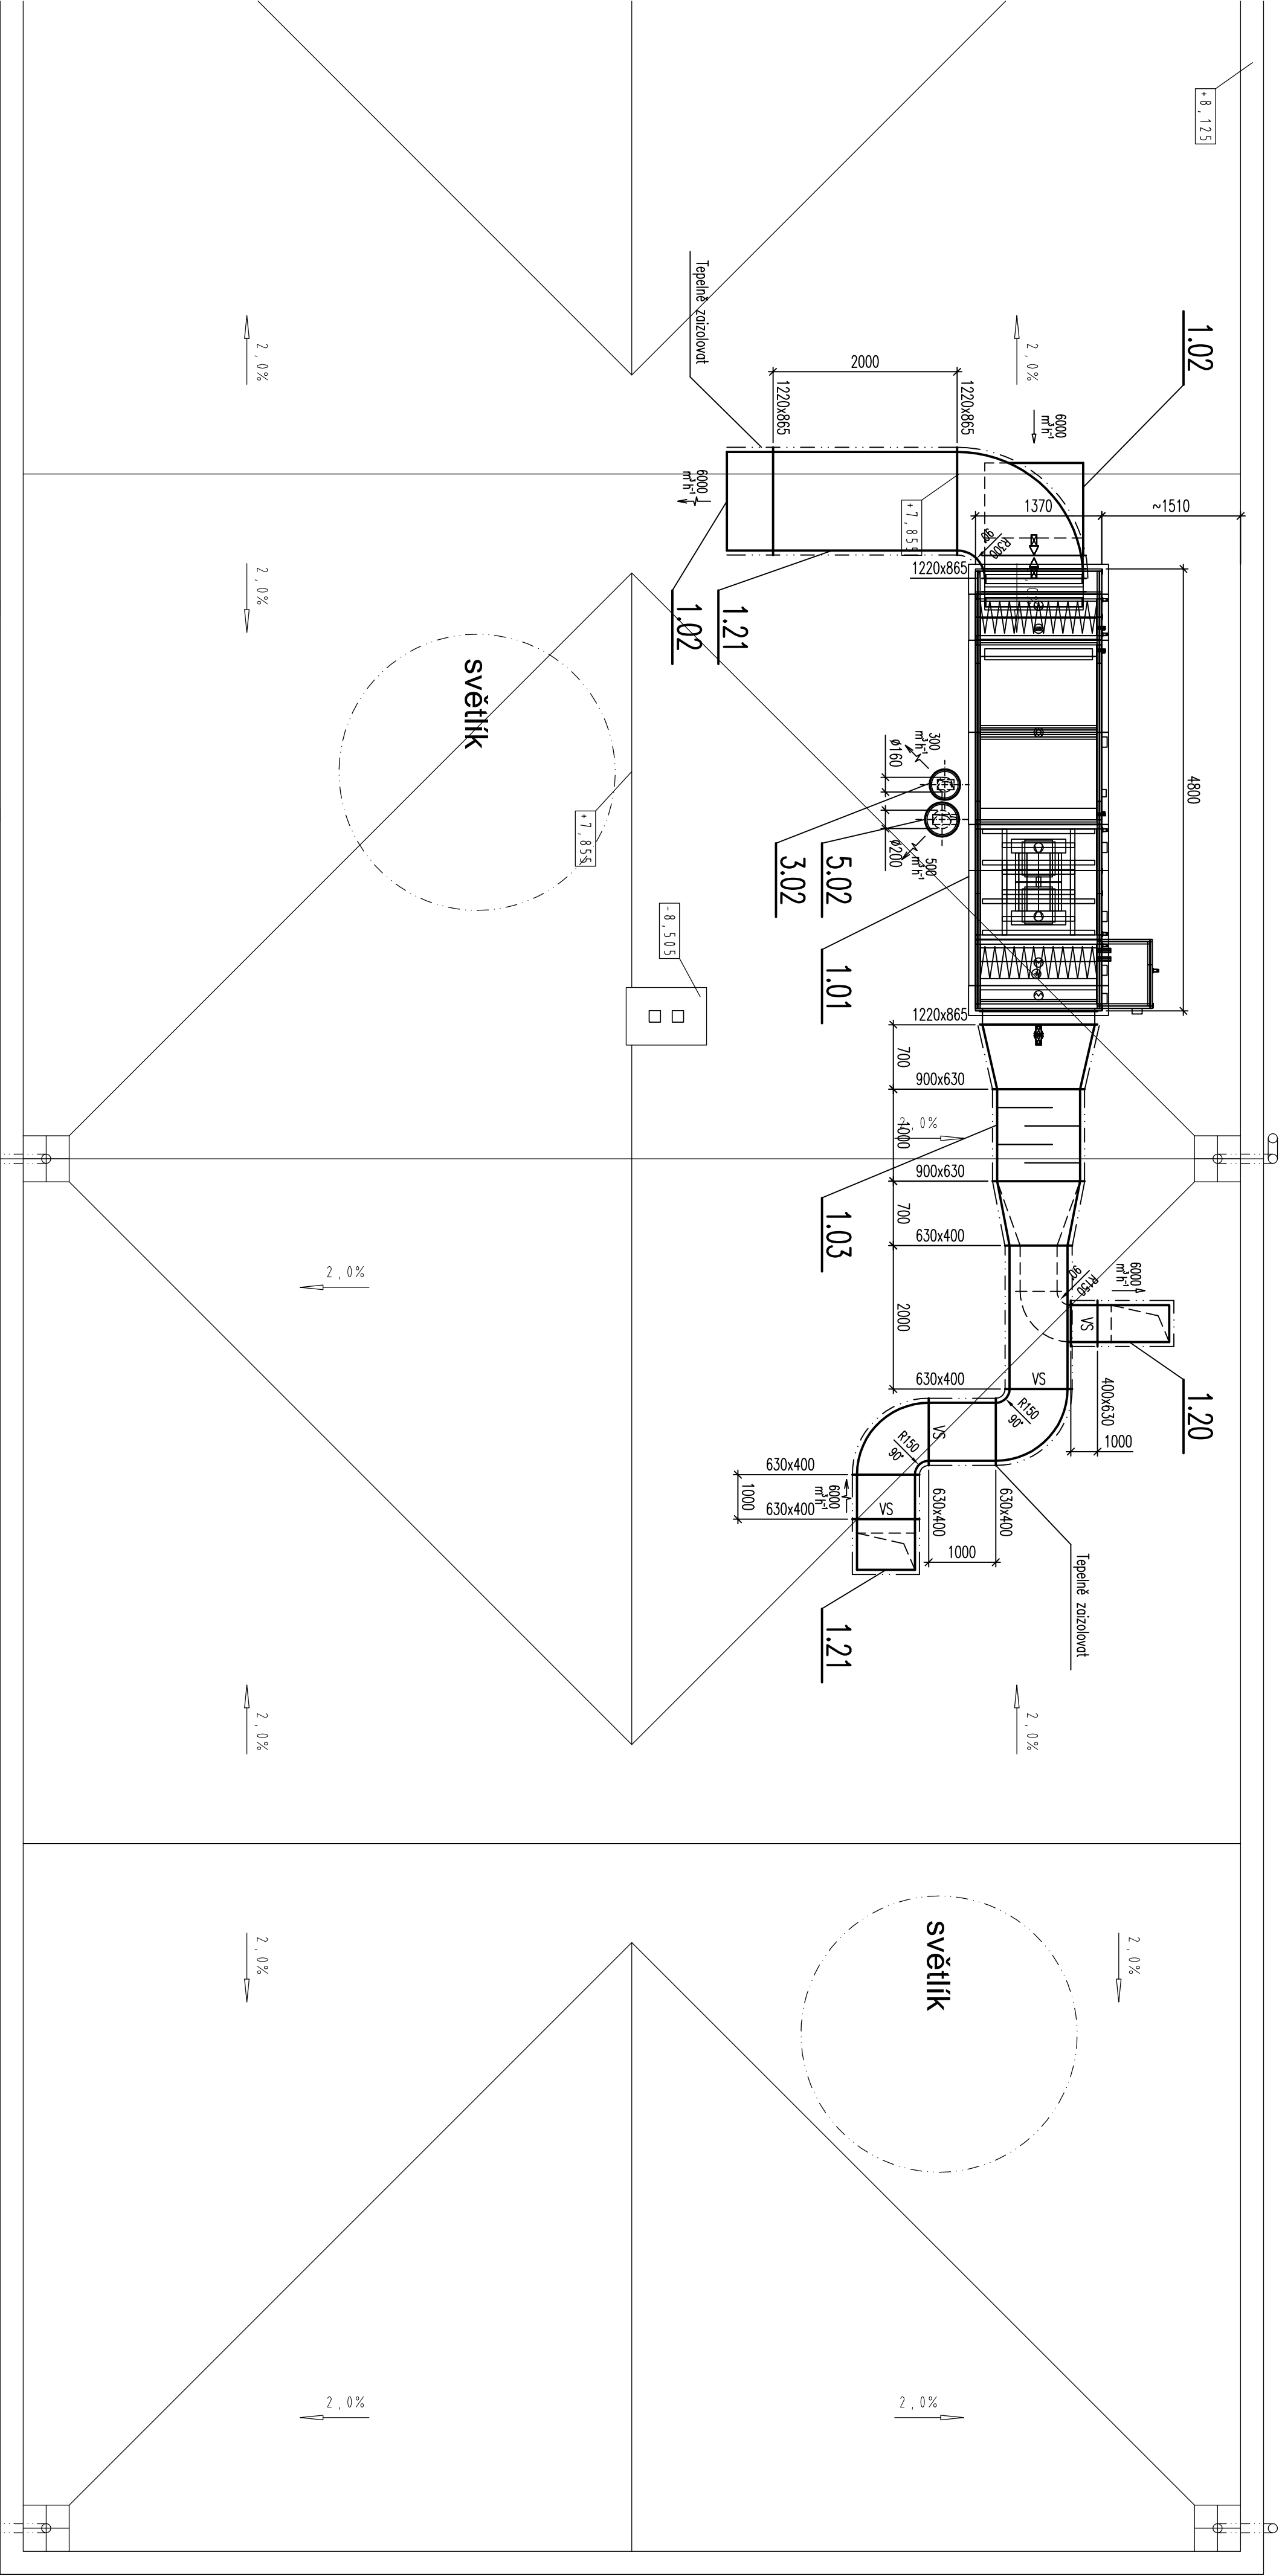 +8,125
Tepelně zaizolovat
2,0%
2,0%
1.02
2000
1220x865
1220x865
6000
m³h⁻¹
6000
m³h⁻¹
+7,855
1370
~1510
R300
90°
1220x865
2,0%
4800
1.21
1.02
světlík
300
m³h⁻¹
ø160
500
m³h⁻¹
ø200
+7,855
3.02
5.02
1.01
-8,505
1220x865
700
900x630
1000
2,0%
900x630
1.03
700
630x400
2,0%
2000
6000
m³h⁻¹
R150
90°
VS
400x630
1000
1.20
630x400
VS
R150
90°
VS
R150
90°
630x400
1000
630x400
6000
m³h⁻¹
VS
630x400
630x400
1000
Tepelně zaizolovat
1.21
2,0%
2,0%
světlík
2,0%
2,0%
2,0%
2,0%